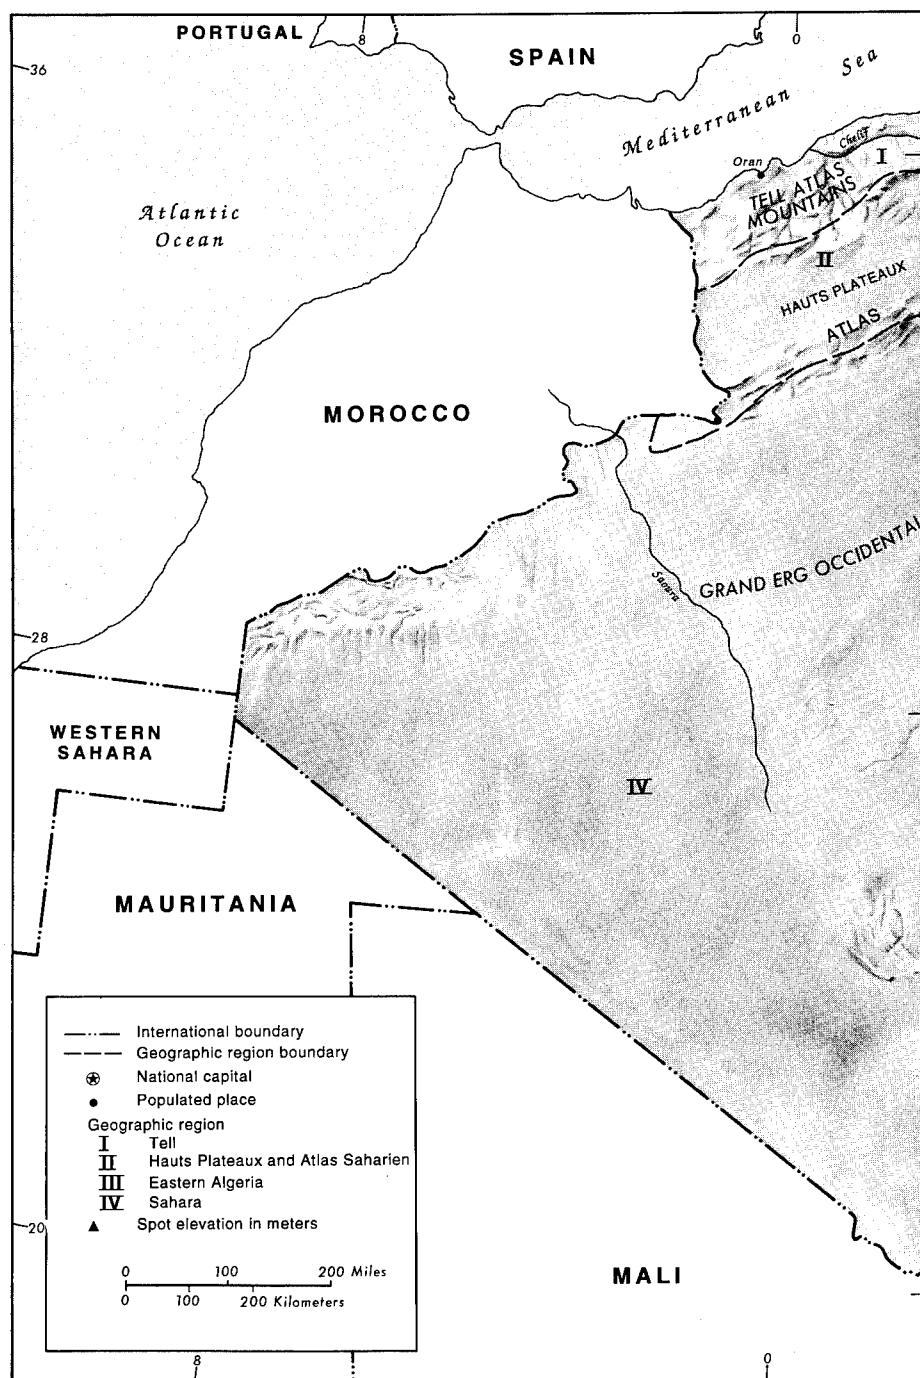 PORTUGAL
8
0
SPAIN
36
Mediterranean Sea
Chelif
Oran
I
TELL ATLAS
MOUNTAINS
Atlantic
Ocean
II
HAUTS PLATEAUX
ATLAS
MOROCCO
GRAND ERG OCCIDENTAL
Saoura
28
WESTERN
SAHARA
IV
MAURITANIA
International boundary
Geographic region boundary
National capital
Populated place
Geographic region
I Tell
II Hauts Plateaux and Atlas Saharien
III Eastern Algeria
IV Sahara
Spot elevation in meters
20
0 100 200 Miles
0 100 200 Kilometers
MALI
8
0